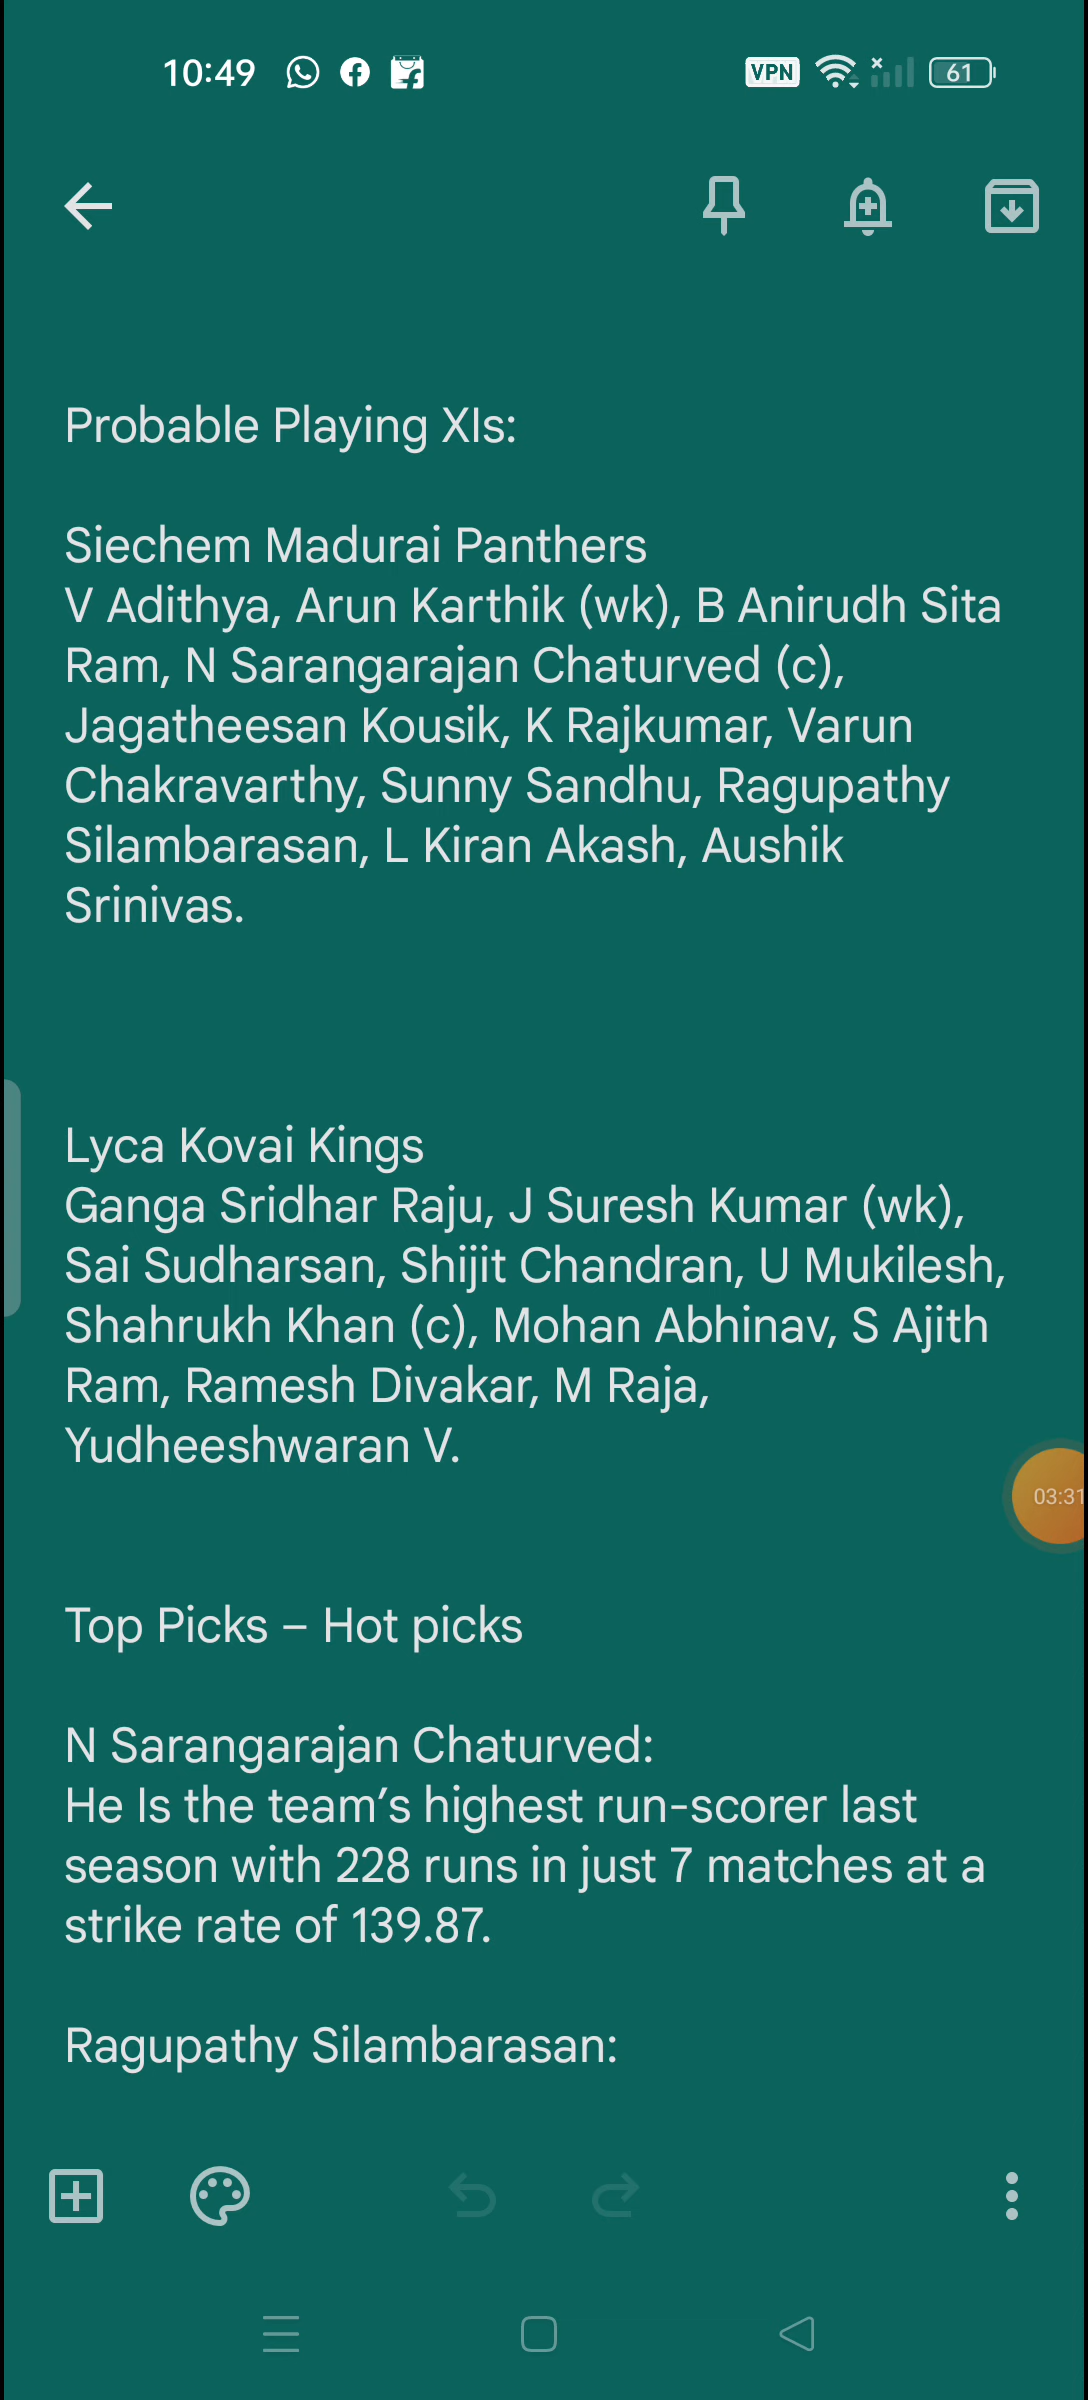 10:49
VPN
61
Probable Playing XIs:
Siechem Madurai Panthers
V Adithya, Arun Karthik (wk), B Anirudh Sita
Ram, N Sarangarajan Chaturved (c),
Jagatheesan Kousik, K Rajkumar, Varun
Chakravarthy, Sunny Sandhu, Ragupathy
Silambarasan, L Kiran Akash, Aushik
Srinivas.
Lyca Kovai Kings
Ganga Sridhar Raju, J Suresh Kumar (wk),
Sai Sudharsan, Shijit Chandran, U Mukilesh,
Shahrukh Khan (c), Mohan Abhinav, S Ajith
Ram, Ramesh Divakar, M Raja,
Yudheeshwaran V.
03:31
Top Picks – Hot picks
N Sarangarajan Chaturved:
He Is the team’s highest run-scorer last
season with 228 runs in just 7 matches at a
strike rate of 139.87.
Ragupathy Silambarasan: